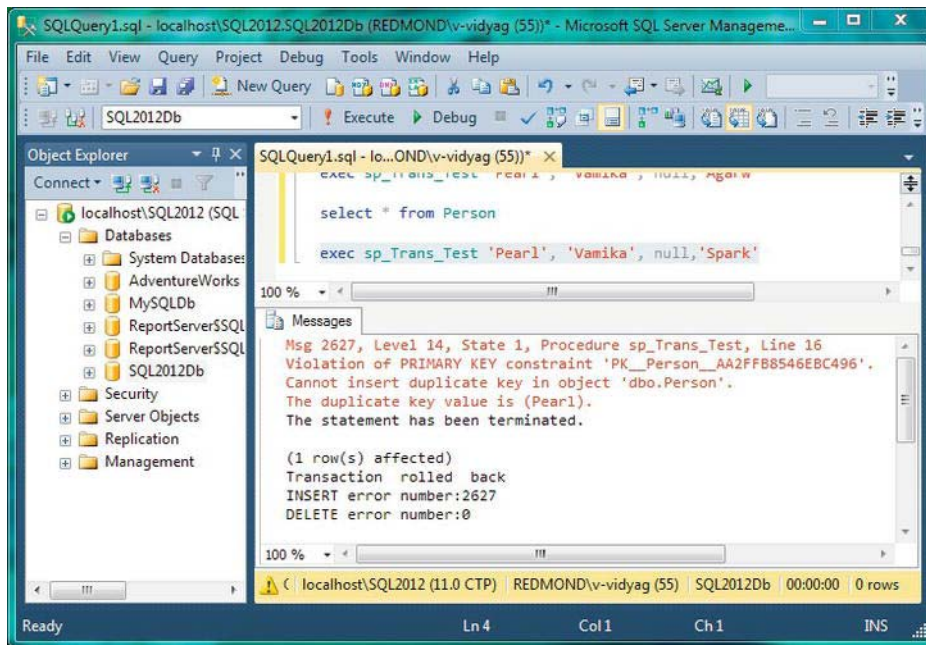 SQLQuery1.sql - localhost\SQL2012.SQL2012Db (REDMOND\v-vidyag (55))* - Microsoft SQL Server Manageme...
File Edit View Query Project Debug Tools Window Help
New Query
SQL2012Db Execute Debug
Object Explorer
Connect
localhost\SQL2012 (SQL
Databases
System Databases
AdventureWorks
MySQLDb
ReportServer$SQL
ReportServer$SQL
SQL2012Db
Security
Server Objects
Replication
Management
SQLQuery1.sql - lo...OND\v-vidyag (55))*
exec sp_Trans_Test 'Pearl', 'Vamika', null,'Agarw'
select * from Person
exec sp_Trans_Test 'Pearl', 'Vamika', null,'Spark'
100 %
Messages
Msg 2627, Level 14, State 1, Procedure sp_Trans_Test, Line 16
Violation of PRIMARY KEY constraint 'PK__Person__AA2FFB8546EBC496'.
Cannot insert duplicate key in object 'dbo.Person'.
The duplicate key value is (Pearl).
The statement has been terminated.
(1 row(s) affected)
Transaction rolled back
INSERT error number:2627
DELETE error number:0
100 %
localhost\SQL2012 (11.0 CTP) REDMOND\v-vidyag (55) SQL2012Db 00:00:00 0 rows
Ready Ln 4 Col 1 Ch 1 INS